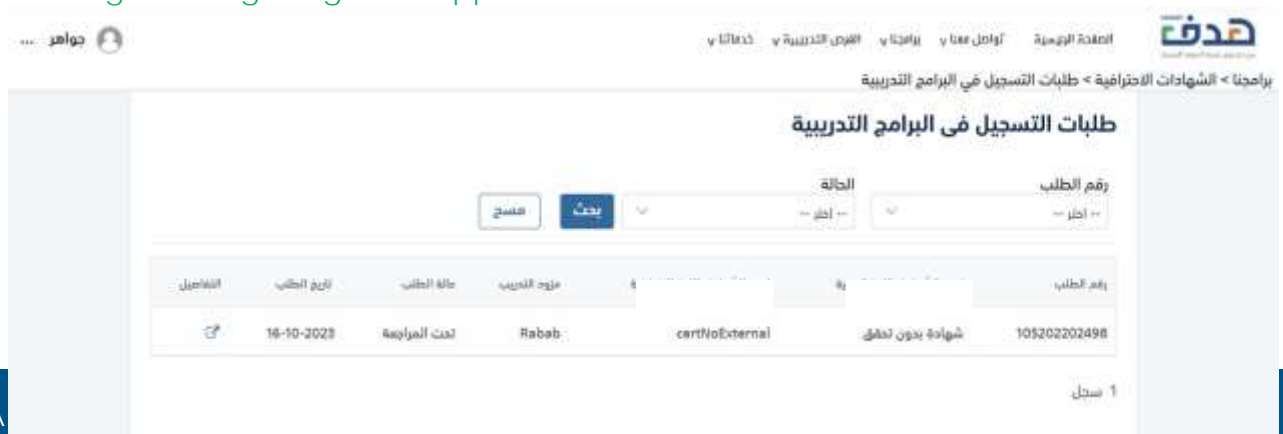 هدف
الصفحة الرئيسية تواصل معنا برامجنا الفرص التدريبية خدماتنا
جواهر ...
برامجنا > الشهادات الاحترافية > طلبات التسجيل في البرامج التدريبية
طلبات التسجيل في البرامج التدريبية
رقم الطلب الحالة
-- اختر -- -- اختر -- بحث مسح
رقم الطلب مزود التدريب حالة الطلب تاريخ الطلب التفاصيل
105202202498 شهادة بدون تحقق certNoExternal Rabab تحت المراجعة 16-10-2023
1 سجل